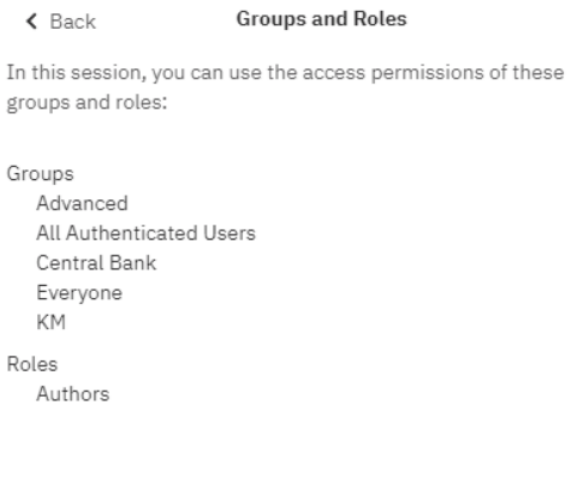 Back
Groups and Roles
In this session, you can use the access permissions of these
groups and roles:
Groups
Advanced
All Authenticated Users
Central Bank
Everyone
KM
Roles
Authors